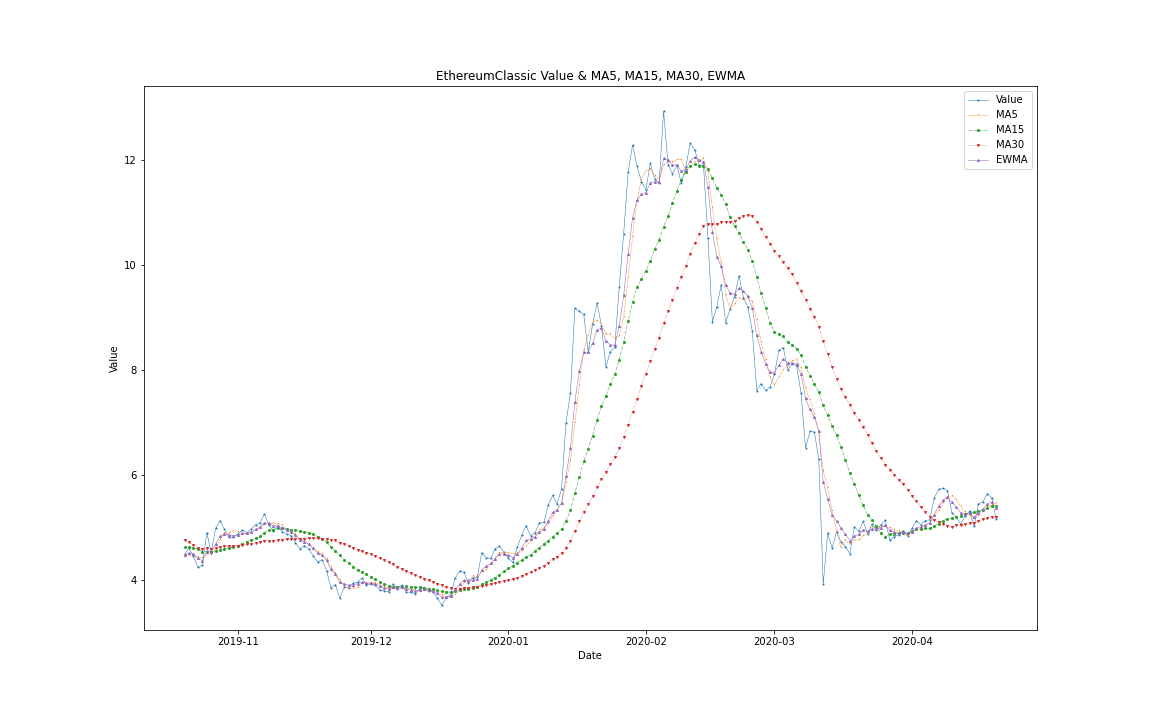 EthereumClassic Value & MA5, MA15, MA30, EWMA
Value
MA5
MA15
MA30
EWMA
12
10
8
6
4
Value
2019-11
2019-12
2020-01
2020-02
2020-03
2020-04
Date